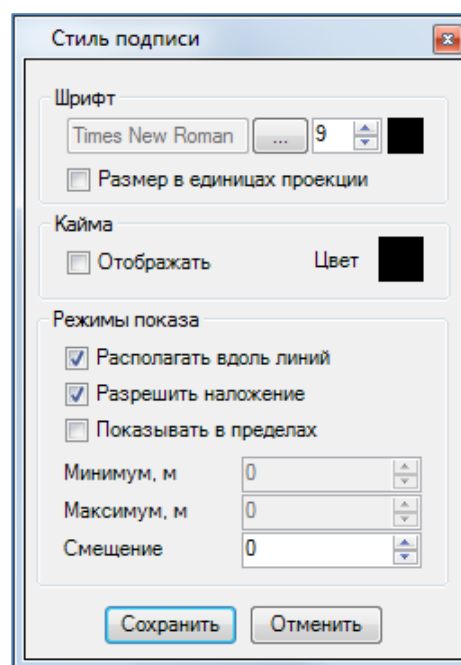 Стиль подписи
Шрифт
Times New Roman ... 9
Размер в единицах проекции
Кайма
Отображать Цвет
Режимы показа
Располагать вдоль линий
Разрешить наложение
Показывать в пределах
Минимум, м 0
Максимум, м 0
Смещение 0
Сохранить Отменить